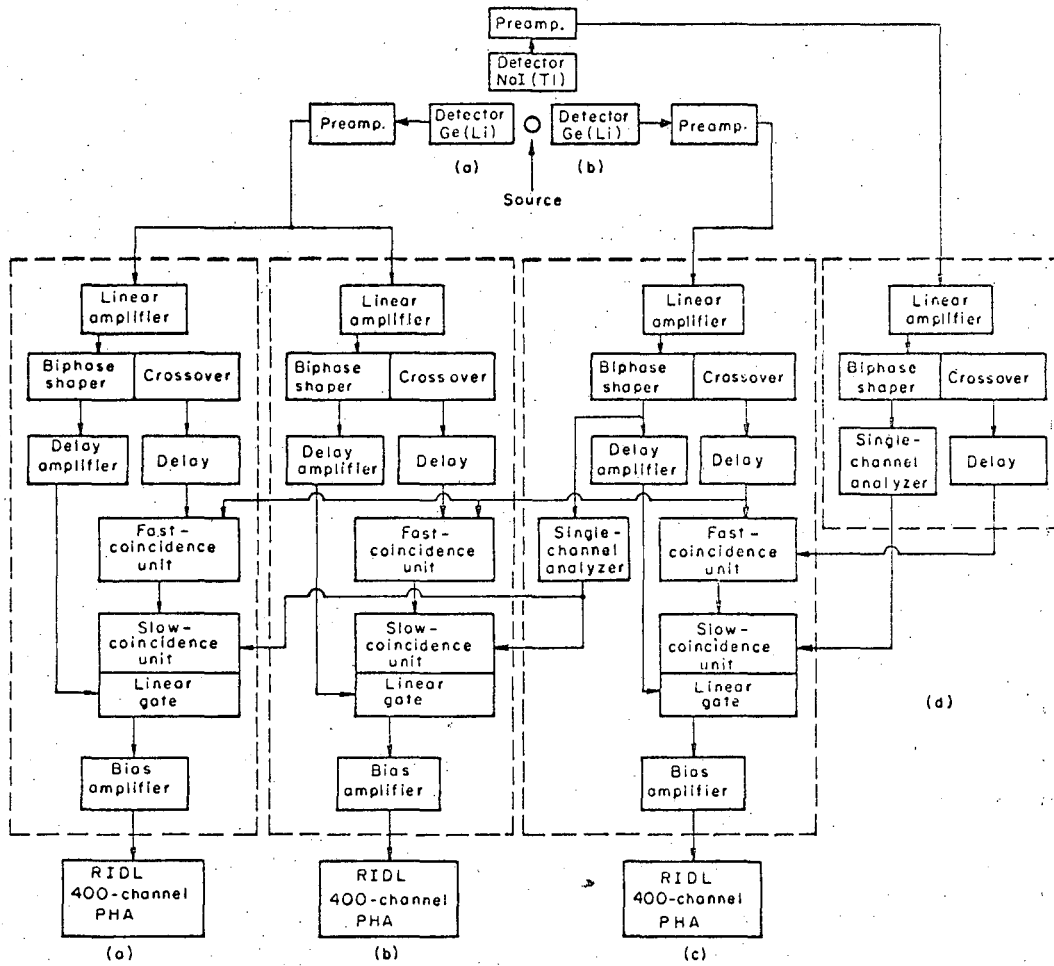 Preamp.
Detector
NaI (Tl)
Preamp.
Detector
Ge(Li)
(a)
Detector
Ge(Li)
(b)
Preamp.
Source
Linear
amplifier
Biphase
shaper
Crossover
Delay
amplifier
Delay
Fast-
coincidence
unit
Slow-
coincidence
unit
Linear
gate
Bias
amplifier
RIDL
400-channel
PHA
(a)
Linear
amplifier
Biphase
shaper
Crossover
Delay
amplifier
Delay
Fast-
coincidence
unit
Slow-
coincidence
unit
Linear
gate
Bias
amplifier
RIDL
400-channel
PHA
(b)
Linear
amplifier
Biphase
shaper
Crossover
Delay
amplifier
Delay
Single-
channel
analyzer
Fast-
coincidence
unit
Slow-
coincidence
unit
Linear
gate
Bias
amplifier
RIDL
400-channel
PHA
(c)
Linear
amplifier
Biphase
shaper
Crossover
Single-
channel
analyzer
Delay
(d)